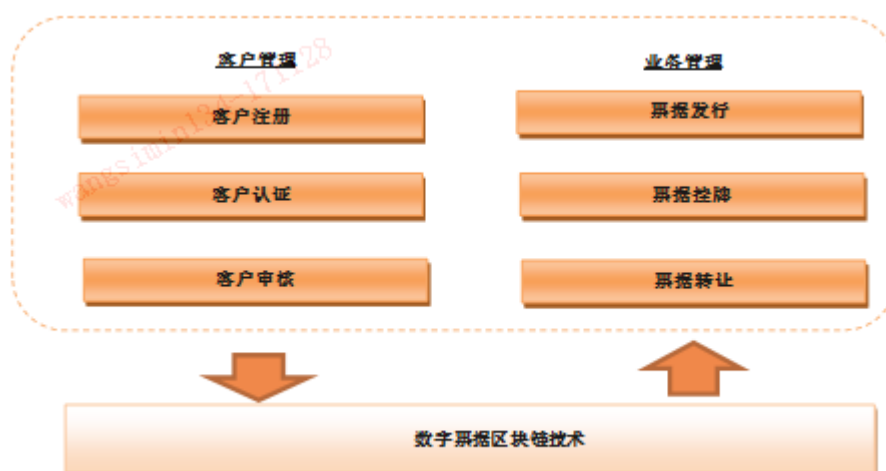 客户管理
业务管理
客户注册
票据发行
客户认证
票据挂牌
客户审核
票据转让
数字票据区块链技术
wangsimin134-171128